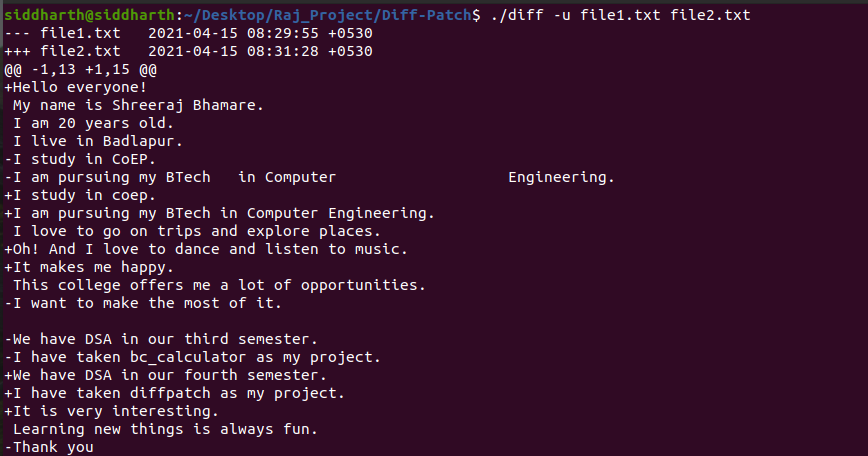 siddharth@siddharth:~/Desktop/Raj_Project/Diff-Patch$ ./diff -u file1.txt file2.txt
--- file1.txt   2021-04-15 08:29:55 +0530
+++ file2.txt   2021-04-15 08:31:28 +0530
@@ -1,13 +1,15 @@
+Hello everyone!
 My name is Shreeraj Bhamare.
 I am 20 years old.
 I live in Badlapur.
-I study in CoEP.
-I am pursuing my BTech   in Computer                   Engineering.
+I study in coep.
+I am pursuing my BTech in Computer Engineering.
 I love to go on trips and explore places.
+Oh! And I love to dance and listen to music.
+It makes me happy.
 This college offers me a lot of opportunities.
-I want to make the most of it.

-We have DSA in our third semester.
-I have taken bc_calculator as my project.
+We have DSA in our fourth semester.
+I have taken diffpatch as my project.
+It is very interesting.
 Learning new things is always fun.
-Thank you